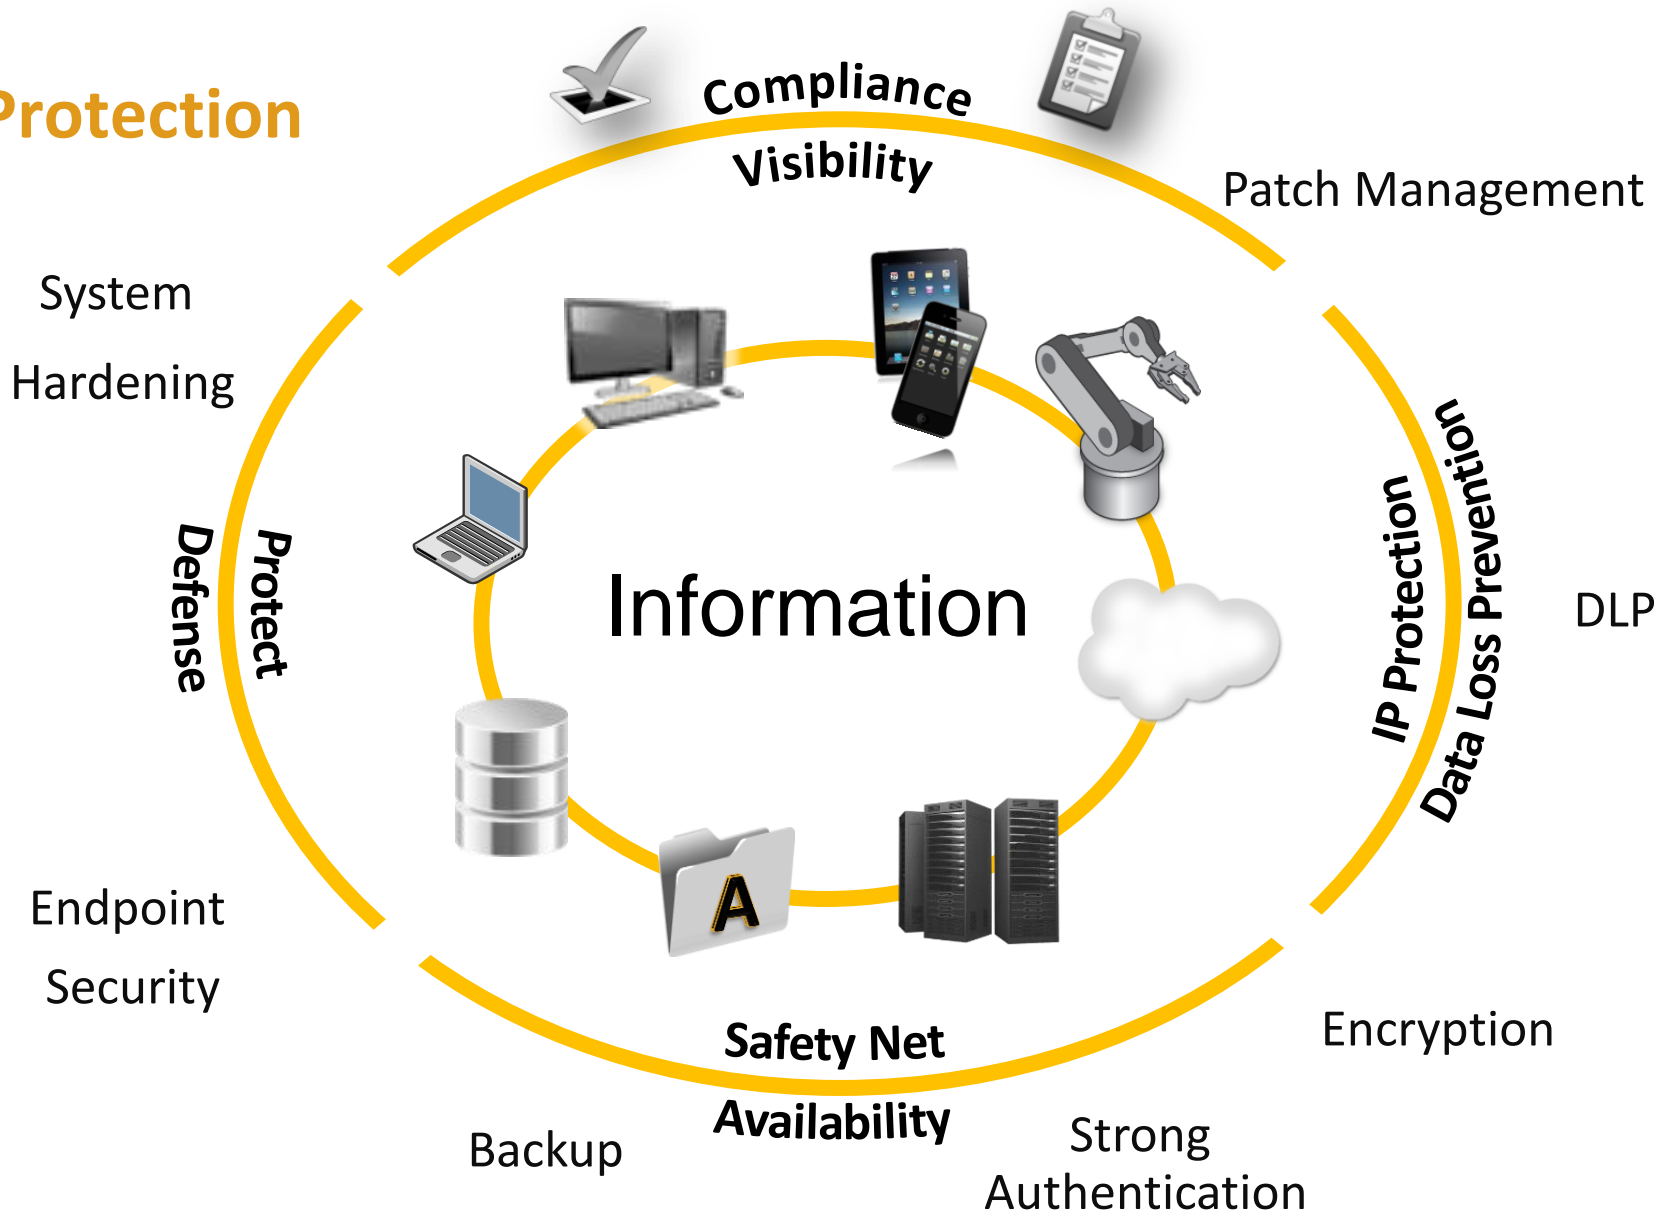 Protection
Compliance
Visibility
Patch Management
System
Hardening
Defense
Protect
Information
IP Protection
Data Loss Prevention
DLP
A
Endpoint
Security
Safety Net
Availability
Encryption
Backup
Strong
Authentication